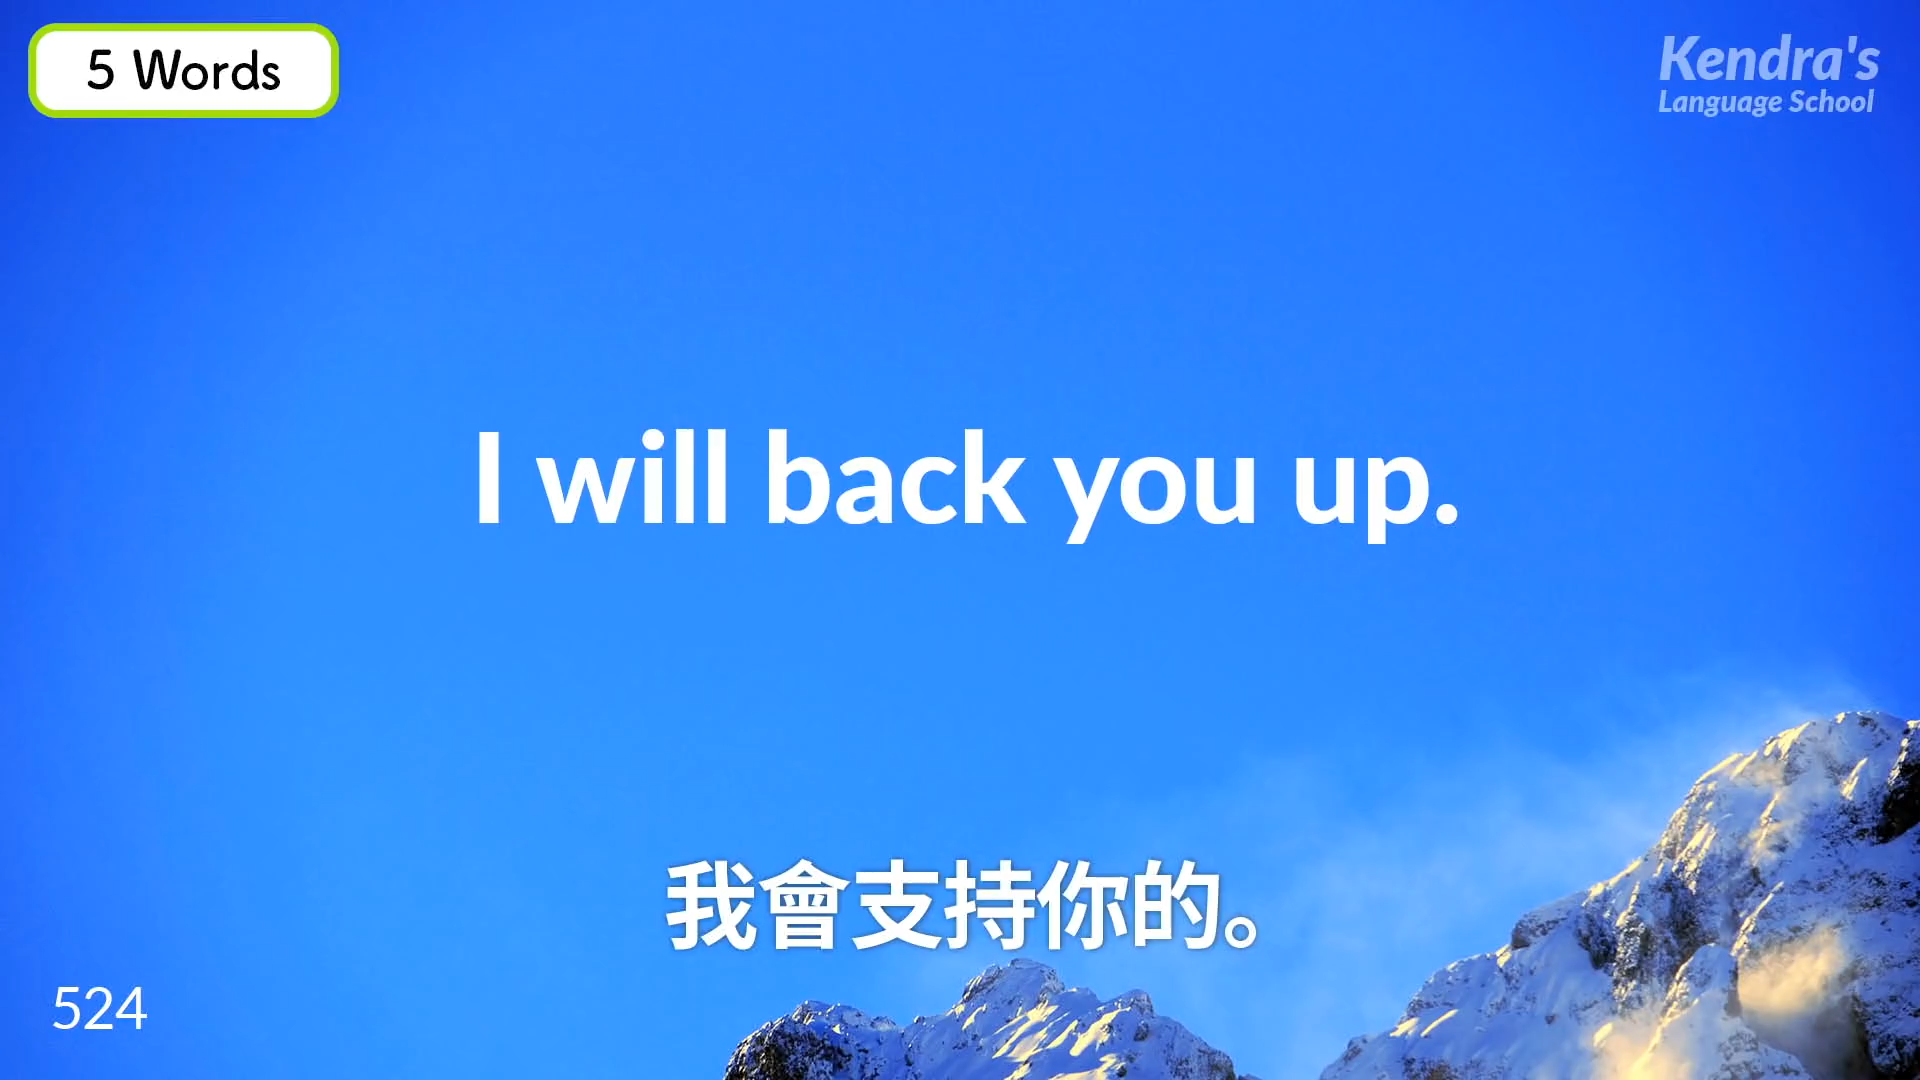 5 Words
Kendra's
Language School
I will back you up.
我會支持你的。
524